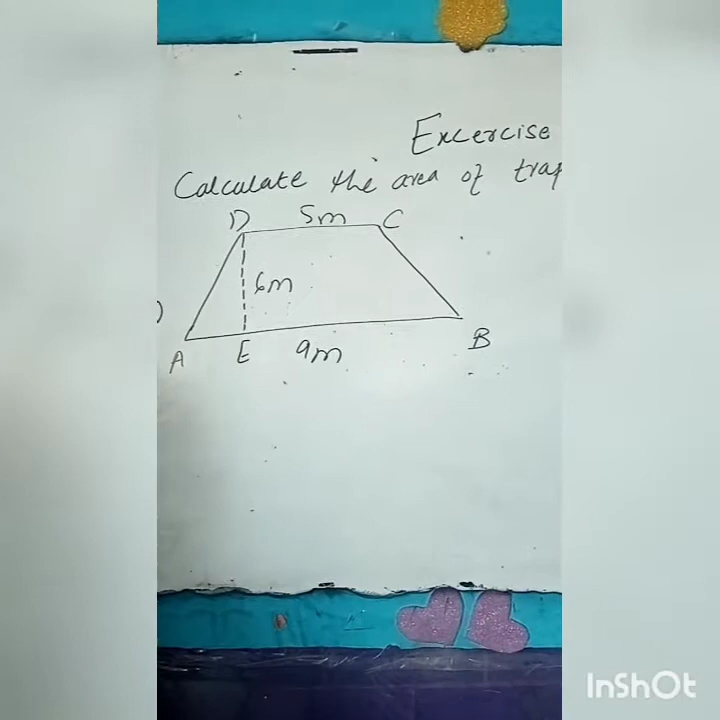 Excercise
Calculate the area of trap
5m
D C
6m
)
A E 9m B
InShOt